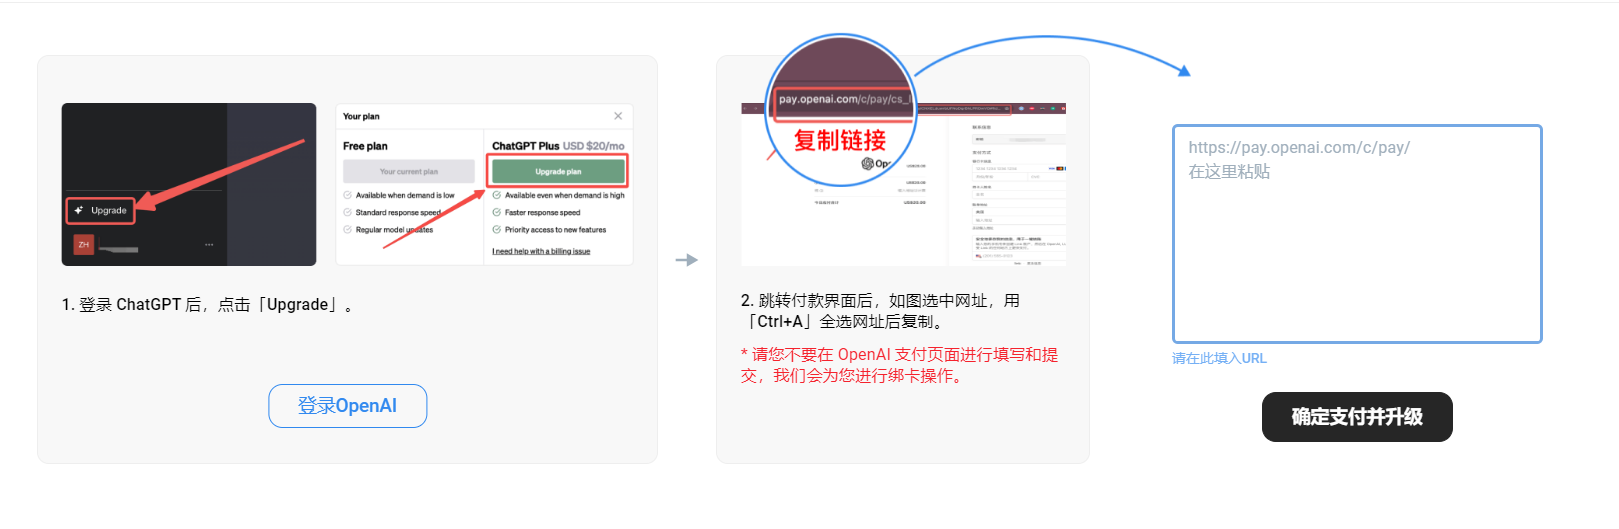 Upgrade
ZH
Your plan
Free plan
Your current plan
Available when demand is low
Standard response speed
Regular model updates
ChatGPT Plus USD $20/mo
Upgrade plan
Available even when demand is high
Faster response speed
Priority access to new features
I need help with a billing issue
1. 登录 ChatGPT 后，点击「Upgrade」。
登录OpenAI
pay.openai.com/c/pay/cs_l
复制链接
2. 跳转付款界面后，如图选中网址，用
「Ctrl+A」全选网址后复制。
* 请您不要在 OpenAI 支付页面进行填写和提
交，我们会为您进行绑卡操作。
https://pay.openai.com/c/pay/
在这里粘贴
请在此填入URL
确定支付并升级